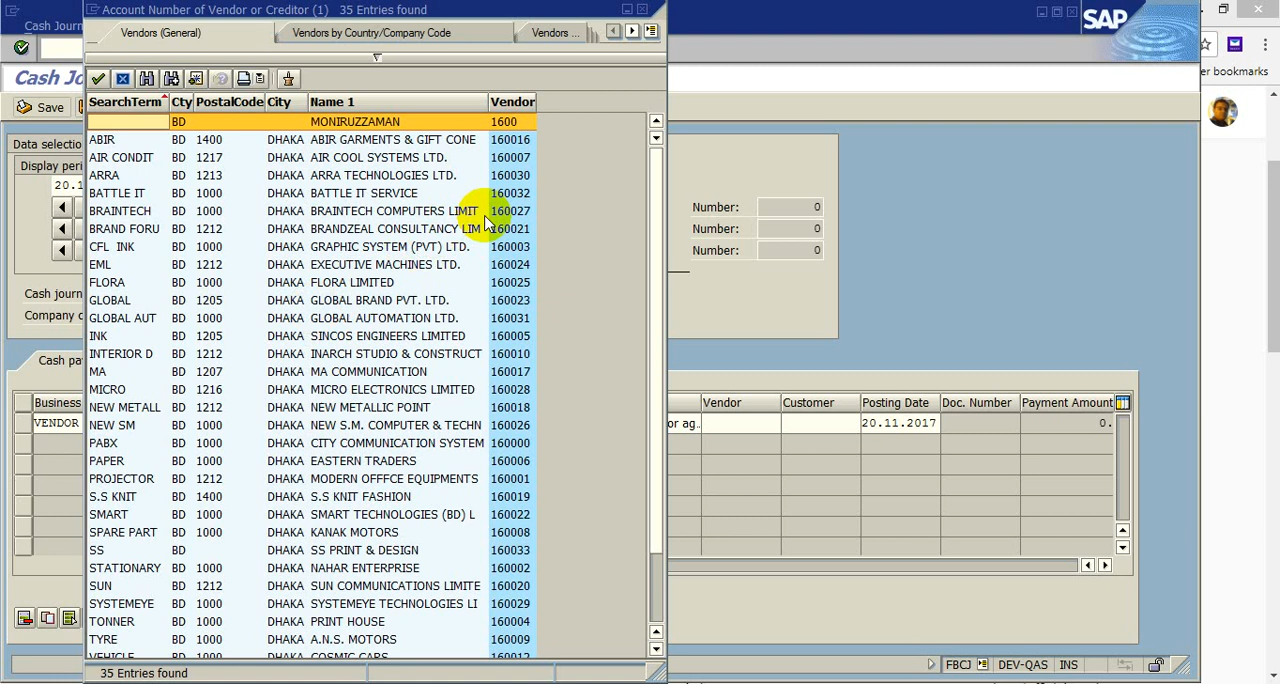 Account Number of Vendor or Creditor (1) 35 Entries found
Cash Journ
SAP
Vendors (General)
Vendors by Country/Company Code
Vendors ...
Cash Jo
er bookmarks
Save
SearchTerm Cty PostalCode City Name 1 Vendor
BD MONIRUZZAMAN 1600
ABIR BD 1400 DHAKA ABIR GARMENTS & GIFT CONE 160016
AIR CONDIT BD 1217 DHAKA AIR COOL SYSTEMS LTD. 160007
ARRA BD 1213 DHAKA ARRA TECHNOLOGIES LTD. 160030
BATTLE IT BD 1000 DHAKA BATTLE IT SERVICE 160032
BRAINTECH BD 1000 DHAKA BRAINTECH COMPUTERS LIMIT 160027
BRAND FORU BD 1212 DHAKA BRANDZEAL CONSULTANCY LIM 160021
CFL INK BD 1000 DHAKA GRAPHIC SYSTEM (PVT) LTD. 160003
EML BD 1212 DHAKA EXECUTIVE MACHINES LTD. 160024
FLORA BD 1000 DHAKA FLORA LIMITED 160025
GLOBAL BD 1205 DHAKA GLOBAL BRAND PVT. LTD. 160023
GLOBAL AUT BD 1000 DHAKA GLOBAL AUTOMATION LTD. 160031
INK BD 1205 DHAKA SINCOS ENGINEERS LIMITED 160005
INTERIOR D BD 1212 DHAKA INARCH STUDIO & CONSTRUCT 160010
MA BD 1207 DHAKA MA COMMUNICATION 160017
MICRO BD 1216 DHAKA MICRO ELECTRONICS LIMITED 160028
NEW METALL BD 1212 DHAKA NEW METALLIC POINT 160018
NEW SM BD 1000 DHAKA NEW S.M. COMPUTER & TECHN 160026
PABX BD 1000 DHAKA CITY COMMUNICATION SYSTEM 160000
PAPER BD 1000 DHAKA EASTERN TRADERS 160006
PROJECTOR BD 1212 DHAKA MODERN OFFFCE EQUIPMENTS 160001
S.S KNIT BD 1400 DHAKA S.S KNIT FASHION 160019
SMART BD 1000 DHAKA SMART TECHNOLOGIES (BD) L 160022
SPARE PART BD 1000 DHAKA KANAK MOTORS 160008
SS BD DHAKA SS PRINT & DESIGN 160033
STATIONARY BD 1000 DHAKA NAHAR ENTERPRISE 160002
SUN BD 1212 DHAKA SUN COMMUNICATIONS LIMITE 160020
SYSTEMEYE BD 1000 DHAKA SYSTEMEYE TECHNOLOGIES LI 160029
TONNER BD 1000 DHAKA PRINT HOUSE 160004
TYRE BD 1000 DHAKA A.N.S. MOTORS 160009
VEHICLE BD 1000 DHAKA COSMIC CARS 160012
35 Entries found
Data selectio
Display peri
20.1
Cash journ
Company c
Number: 0
Number: 0
Number: 0
Cash pa
Business
Vendor Customer Posting Date Doc. Number Payment Amount
VENDOR
or ag.. 20.11.2017 0.
FBCJ DEV-QAS INS